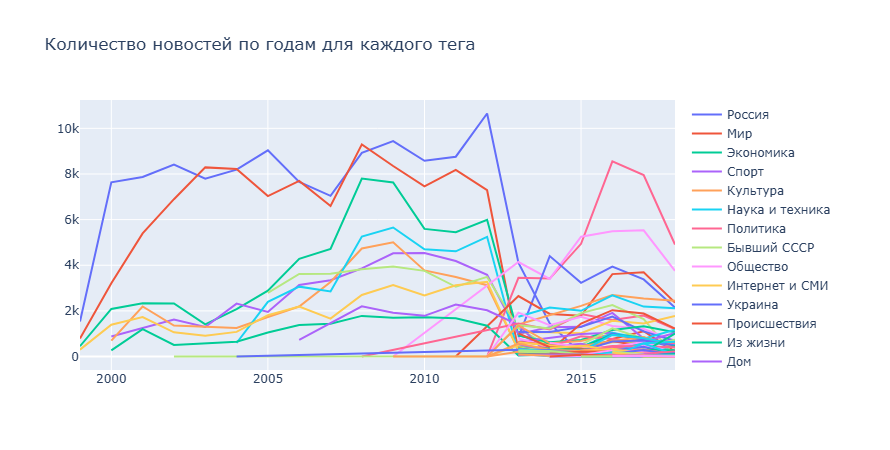 Количество новостей по годам для каждого тега
10k
8k
6k
4k
2k
0
2000
2005
2010
2015
Россия
Мир
Экономика
Спорт
Культура
Наука и техника
Политика
Бывший СССР
Общество
Интернет и СМИ
Украина
Происшествия
Из жизни
Дом